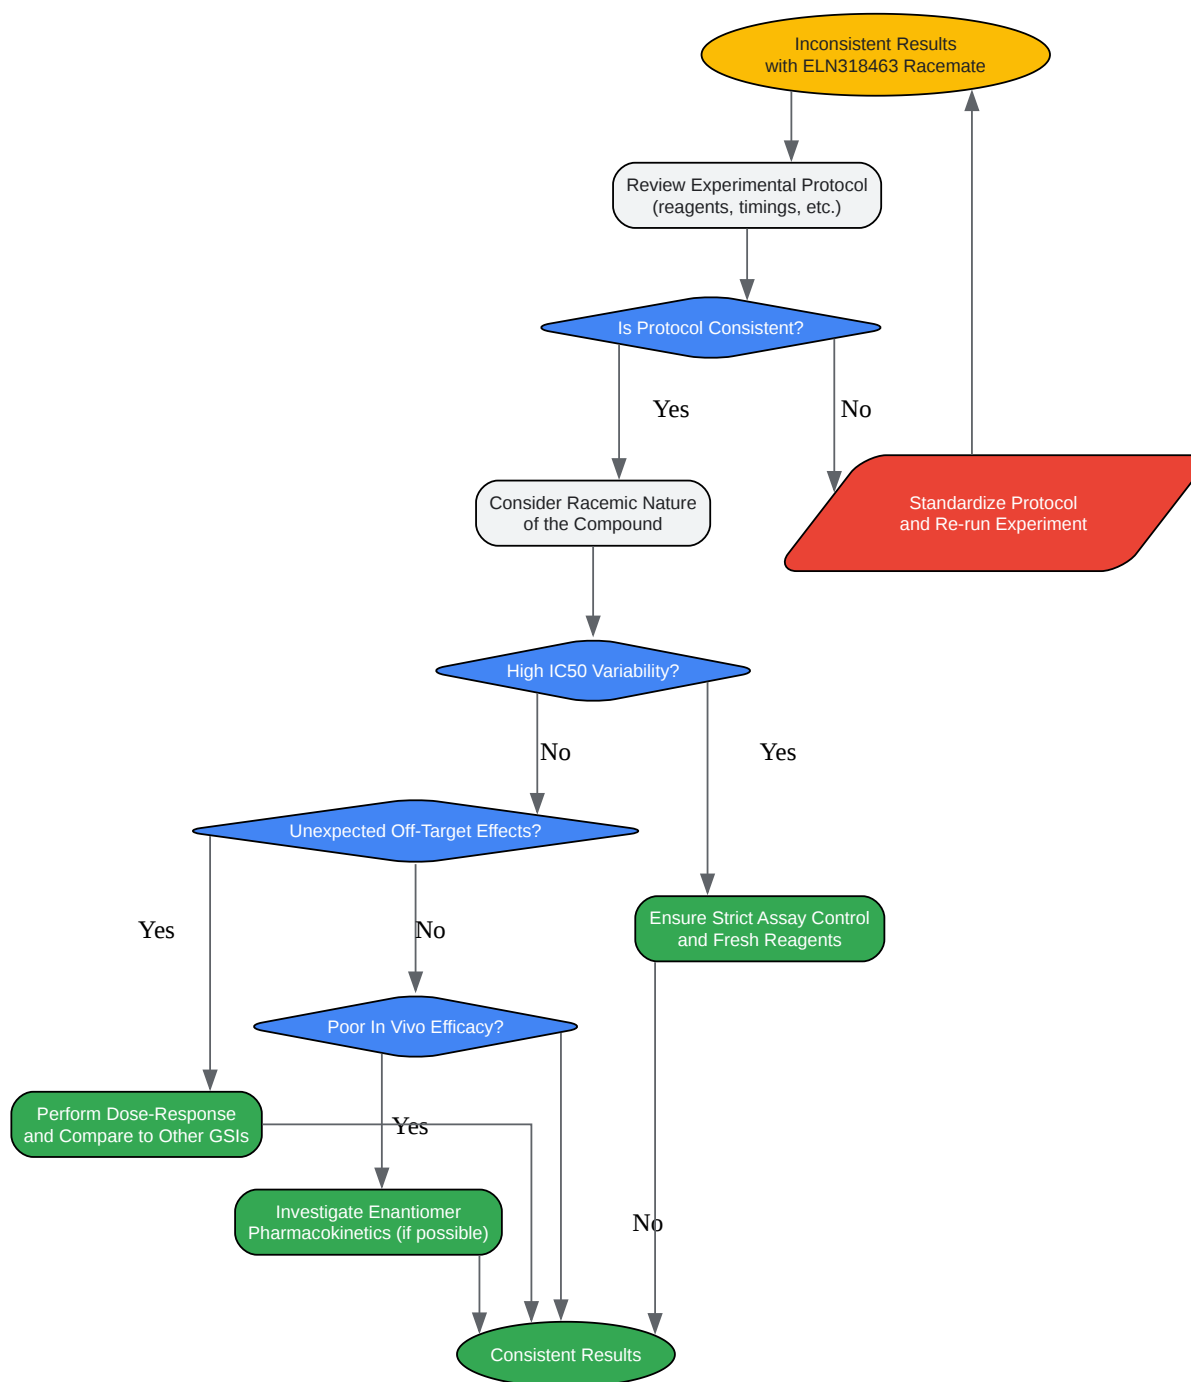 Inconsistent Results
with ELN318463 Racemate
Review Experimental Protocol
(reagents, timings, etc.)
Is Protocol Consistent?
Yes
No
Consider Racemic Nature
of the Compound
Standardize Protocol
and Re-run Experiment
High IC50 Variability?
No
Yes
Unexpected Off-Target Effects?
Yes
No
Ensure Strict Assay Control
and Fresh Reagents
Poor In Vivo Efficacy?
Perform Dose-Response
and Compare to Other GSIs
Yes
Investigate Enantiomer
Pharmacokinetics (if possible)
No
Consistent Results